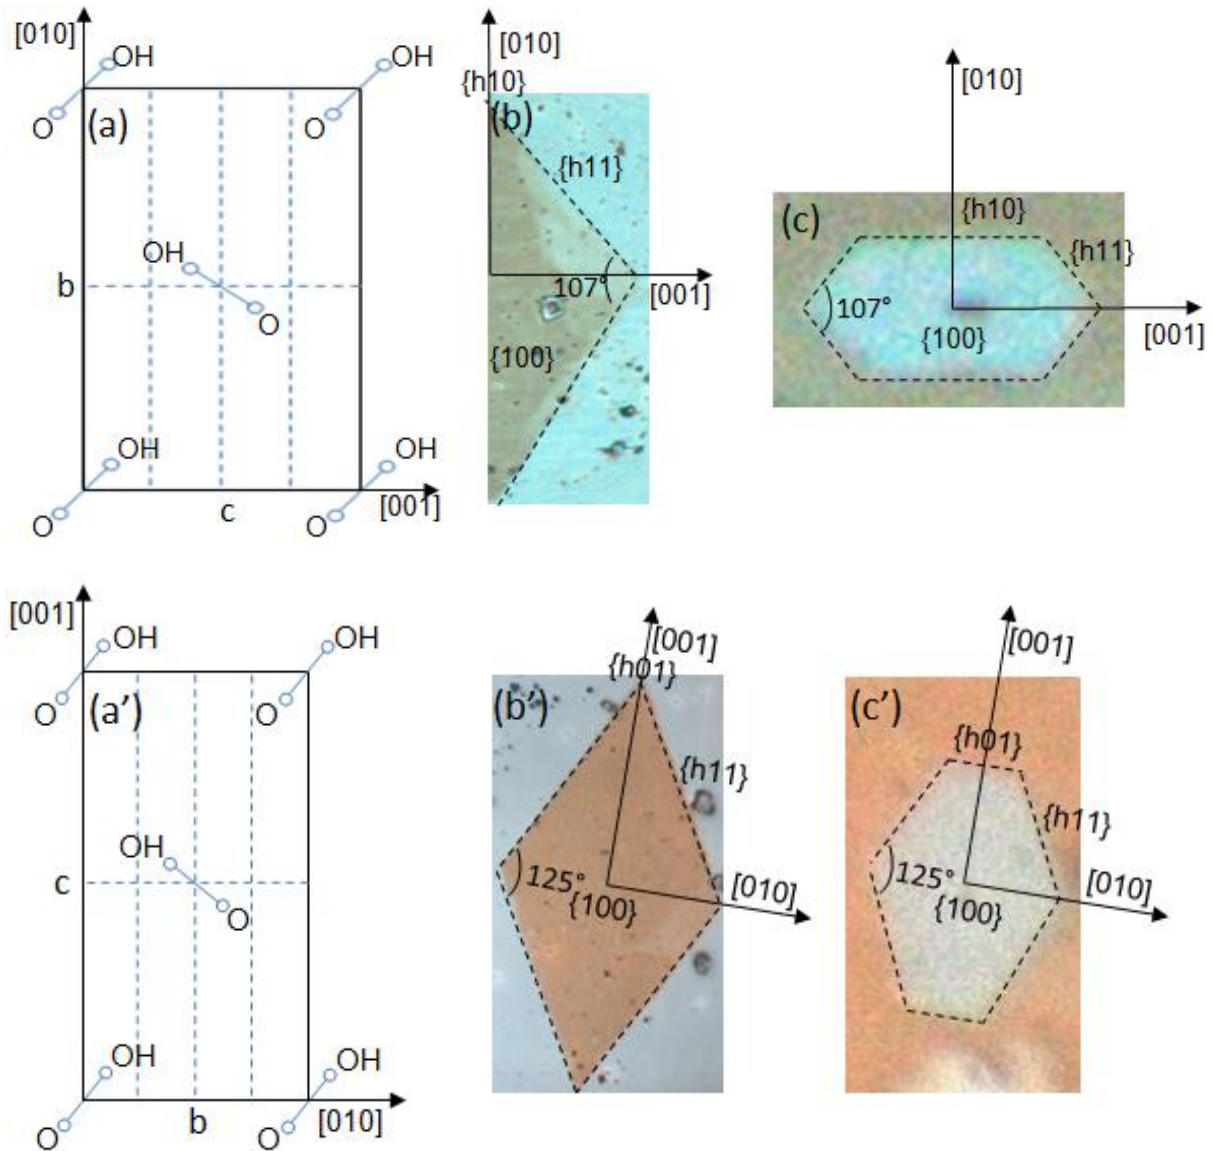 [010]
OH
OH
O
(a)
O
OH
b
O
OH
OH
O
c
O
[001]
[010]
{h10}
(b)
{h11}
107°
[001]
{100}
[010]
(c)
{h10}
{h11}
107°
{100}
[001]
[001]
OH
OH
O
(a’)
O
OH
c
O
OH
OH
O
b
O
[010]
[001]
{h01}
(b’)
{h11}
125°
{100}
[010]
[001]
(c’)
{h01}
{h11}
125°
{100}
[010]